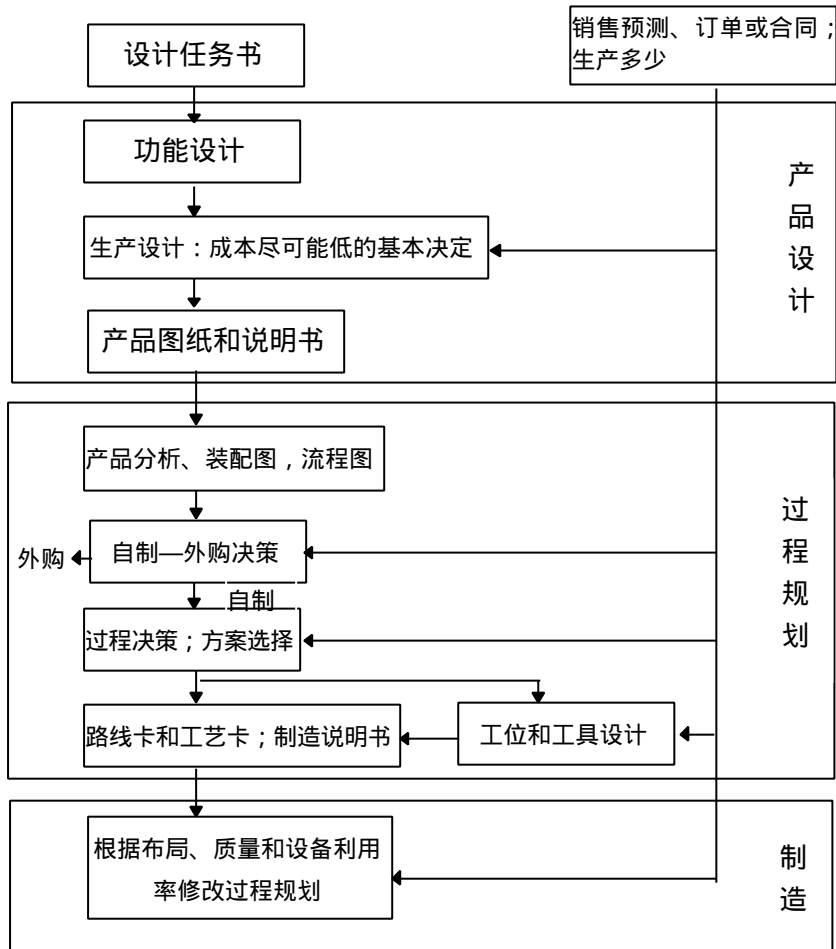 设计任务书
销售预测、订单或合同；
生产多少
功能设计
生产设计：成本尽可能低的基本决定
产品图纸和说明书
产品设计
产品分析、装配图，流程图
外购
自制—外购决策
自制
过程决策；方案选择
路线卡和工艺卡；制造说明书
工位和工具设计
过程规划
根据布局、质量和设备利用
率修改过程规划
制造